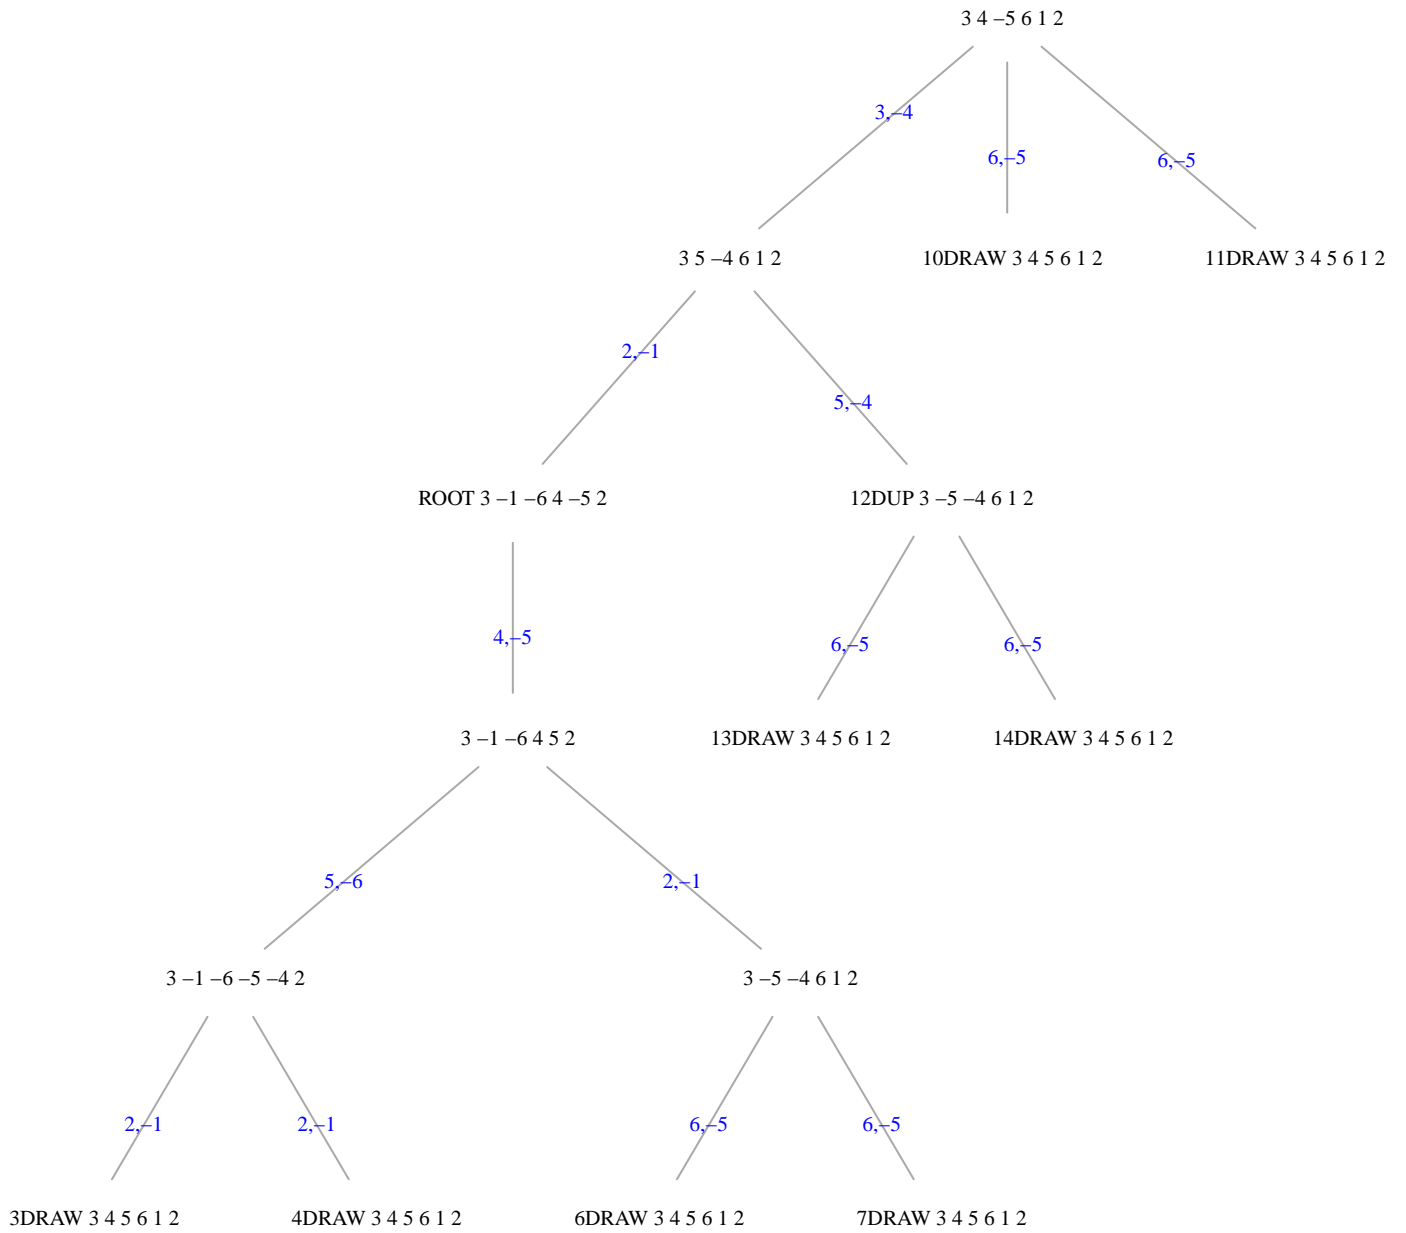 3 4 –5 6 1 2
3,–4
6,–5
6,–5
3 5 –4 6 1 2
10DRAW 3 4 5 6 1 2
11DRAW 3 4 5 6 1 2
2,–1
5,–4
ROOT 3 –1 –6 4 –5 2
12DUP 3 –5 –4 6 1 2
4,–5
6,–5
6,–5
3 –1 –6 4 5 2
13DRAW 3 4 5 6 1 2
14DRAW 3 4 5 6 1 2
5,–6
2,–1
3 –1 –6 –5 –4 2
3 –5 –4 6 1 2
2,–1
2,–1
6,–5
6,–5
3DRAW 3 4 5 6 1 2
4DRAW 3 4 5 6 1 2
6DRAW 3 4 5 6 1 2
7DRAW 3 4 5 6 1 2